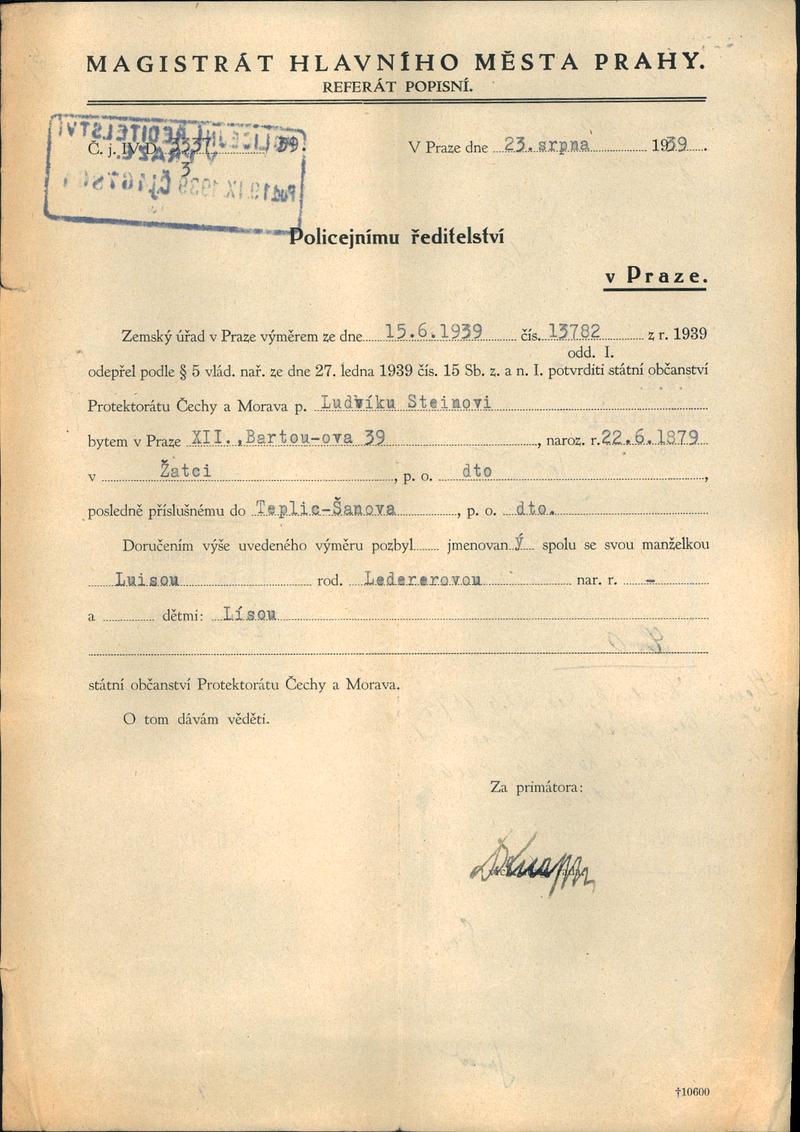 MAGISTRÁT HLAVNÍHO MĚSTA PRAHY.
REFERÁT POPISNÍ.
Č. j. IV-D. 3337 / 39.
3
V Praze dne 23. srpna 1939.
Policejnímu ředitelství
v Praze.
Zemský úřad v Praze výměrem ze dne 15.6.1939 čís. 13782 z r. 1939
odd. I.
odepřel podle § 5 vlád. nař. ze dne 27. ledna 1939 čís. 15 Sb. z. a n. I. potvrditi státní občanství
Protektorátu Čechy a Morava p. Ludvíku Steinovi
bytem v Praze XII., Bartou-ova 39, naroz. r. 22.6.1879
v Žatci, p. o. dto,
posledně příslušnému do Teplic-Šanova, p. o. dto.
Doručením výše uvedeného výměru pozbyl jmenovaný spolu se svou manželkou
Luisou rod. Ledererovou nar. r. -
a dětmi: Lísou
státní občanství Protektorátu Čechy a Morava.
O tom dávám věděti.
Za primátora:
†10600